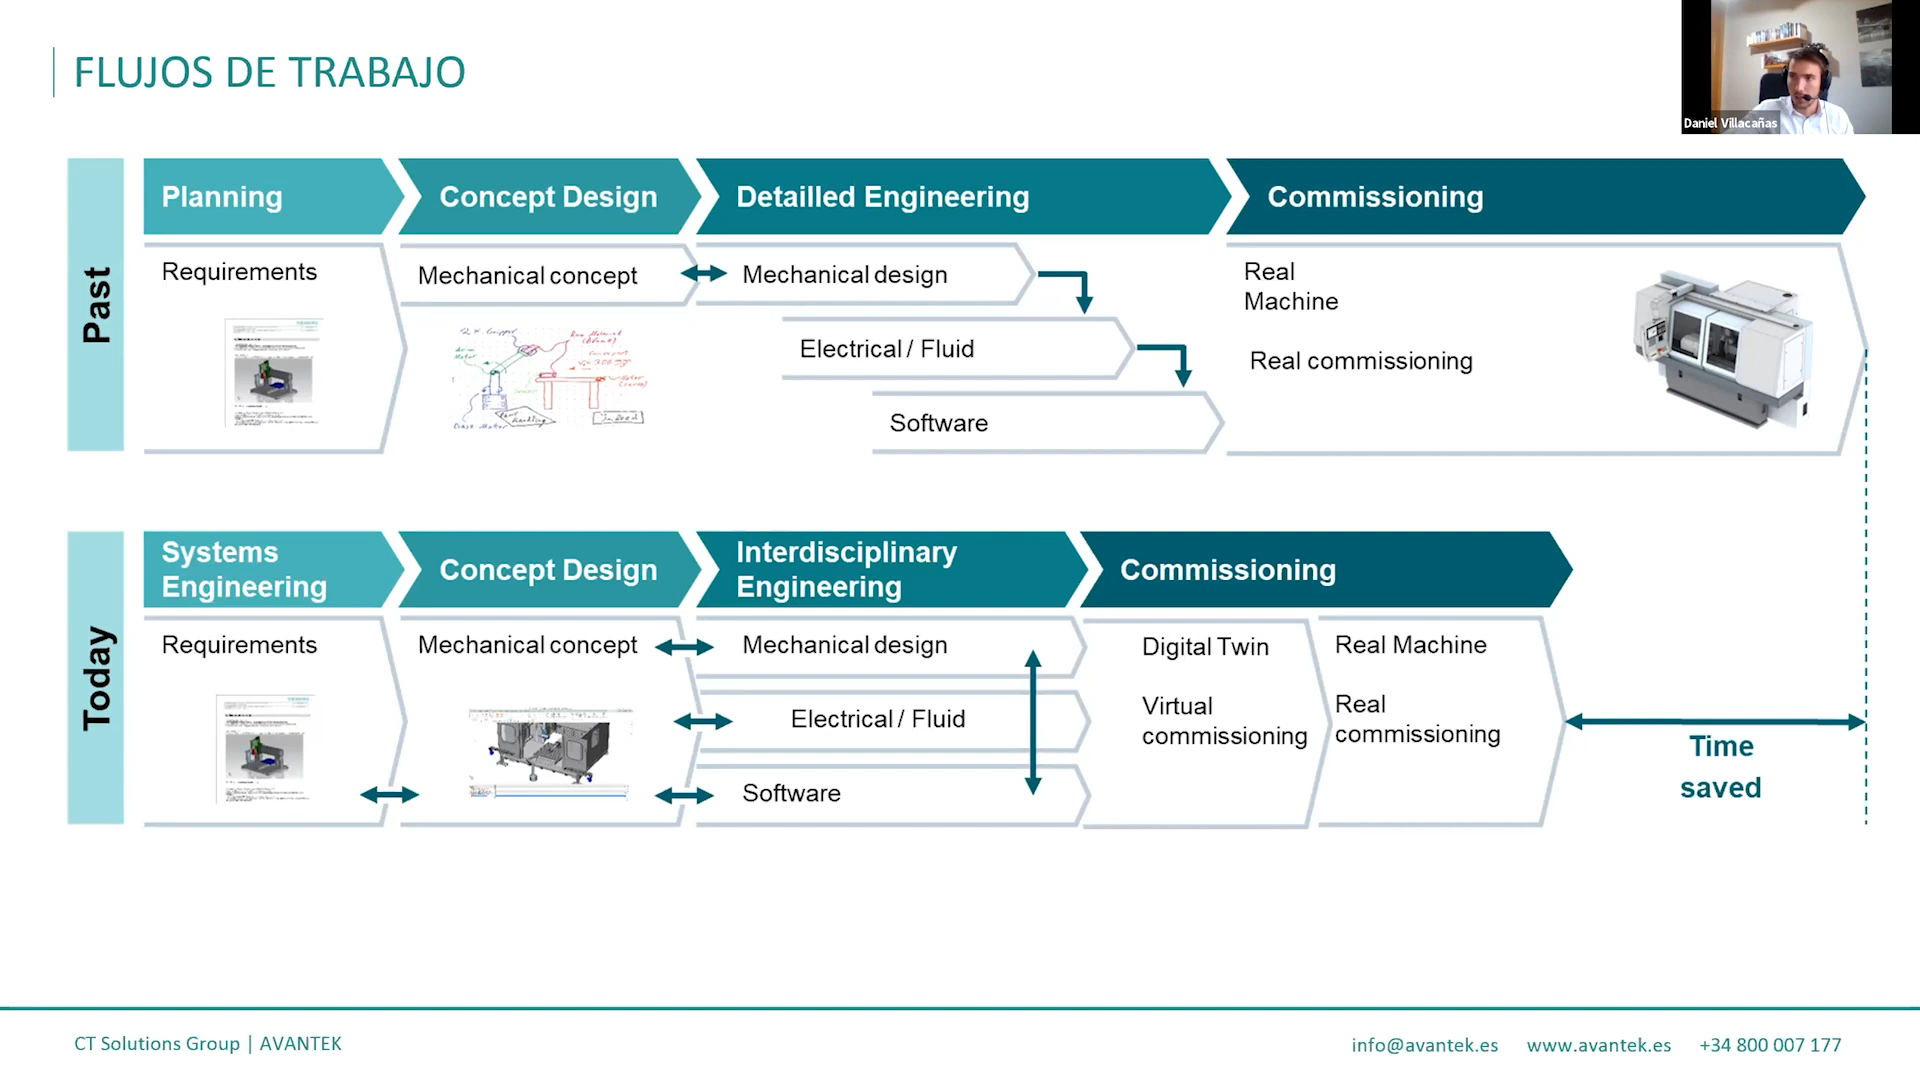 FLUJOS DE TRABAJO
Daniel Villacañas
Past
Planning
Concept Design
Detailled Engineering
Commissioning
Requirements
Mechanical concept
Mechanical design
Electrical / Fluid
Software
Real
Machine
Real commissioning
Today
Systems
Engineering
Concept Design
Interdisciplinary
Engineering
Commissioning
Requirements
Mechanical concept
Mechanical design
Electrical / Fluid
Software
Digital Twin
Virtual
commissioning
Real Machine
Real
commissioning
Time
saved
CT Solutions Group | AVANTEK
info@avantek.es
www.avantek.es
+34 800 007 177